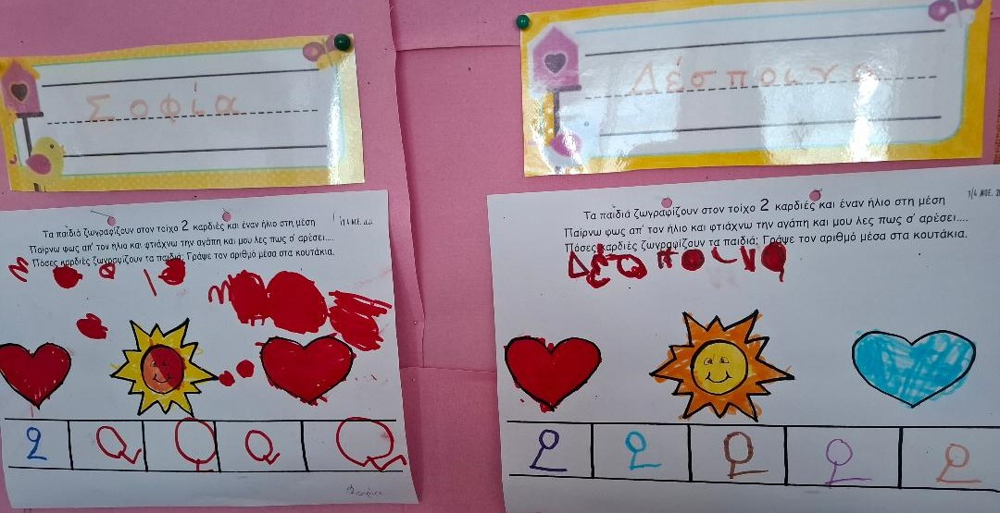 Σοφία
Τα παιδιά ζωγραφίζουν στον τοίχο 2 καρδιές και έναν ήλιο στη μέση
Παίρνω φως απ' τον ήλιο και φτιάχνω την αγάπη και μου λες πως σ' αρέσει....
Πόσες καρδιές ζωγραφίζουν τα παιδιά; Γράψε τον αριθμό μέσα στα κουτάκια.
2 2 2 2 2
Δέσποινα
1/4 ΝΟΕ.
Τα παιδιά ζωγραφίζουν στον τοίχο 2 καρδιές και έναν ήλιο στη μέση
Παίρνω φως απ' τον ήλιο και φτιάχνω την αγάπη και μου λες πως σ' αρέσει....
Πόσες καρδιές ζωγραφίζουν τα παιδιά; Γράψε τον αριθμό μέσα στα κουτάκια.
ΔΕσποινα
2 2 2 2 2